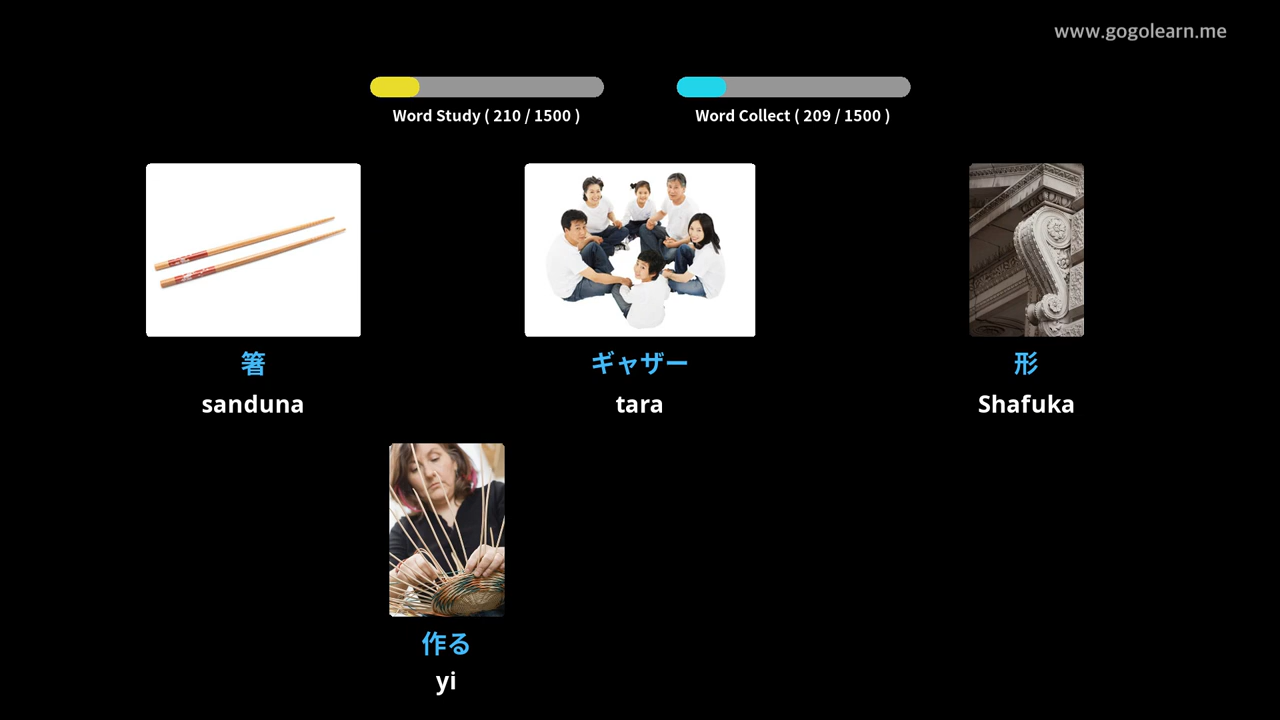 www.gogolearn.me
Word Study ( 210 / 1500 )
Word Collect ( 209 / 1500 )
箸
sanduna
ギャザー
tara
形
Shafuka
作る
yi